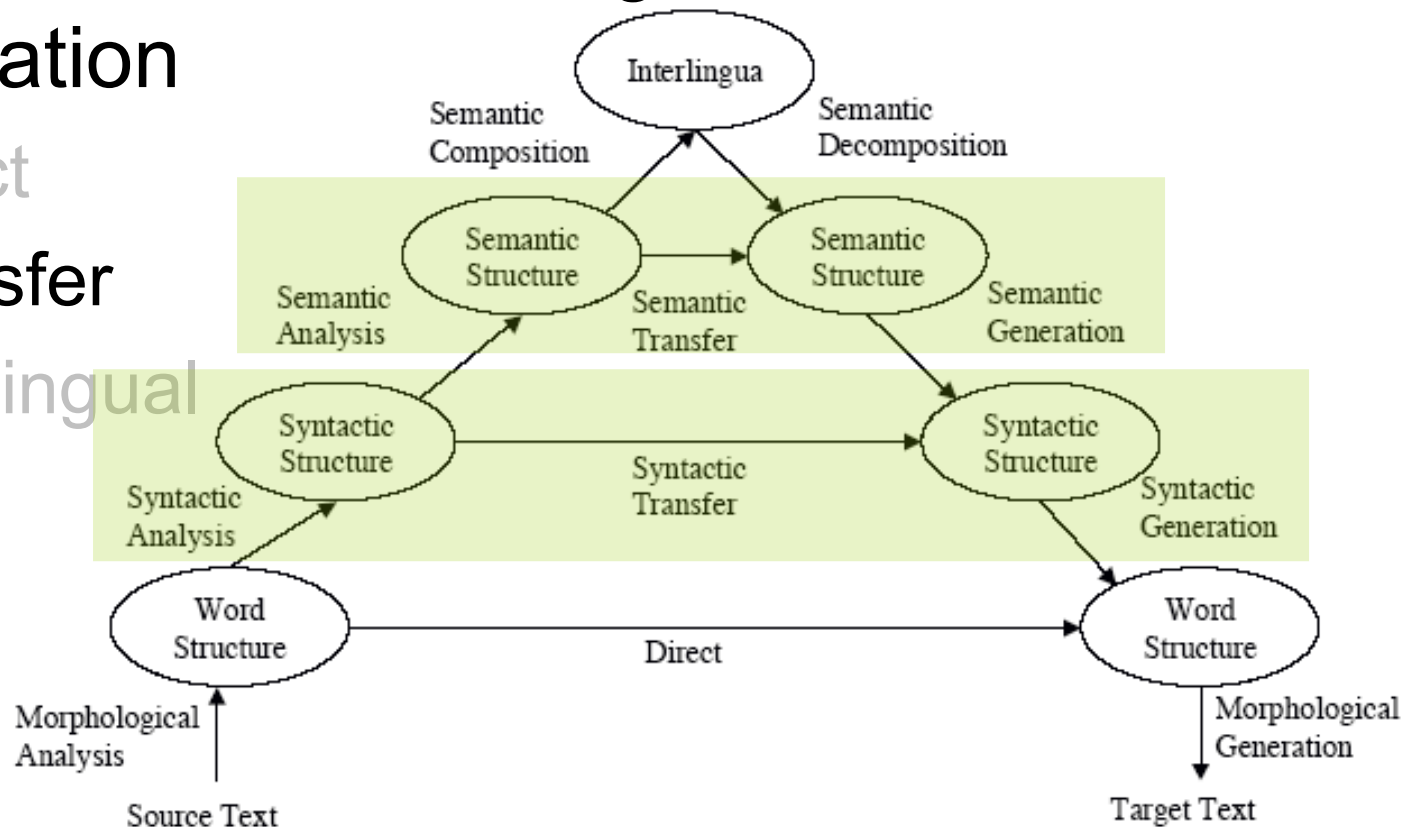 ation
ct
sfer
lingual
Interlingua
Semantic
Composition
Semantic
Decomposition
Semantic
Structure
Semantic
Structure
Semantic
Analysis
Semantic
Transfer
Semantic
Generation
Syntactic
Structure
Syntactic
Structure
Syntactic
Analysis
Syntactic
Transfer
Syntactic
Generation
Word
Structure
Word
Structure
Direct
Morphological
Analysis
Morphological
Generation
Source Text
Target Text